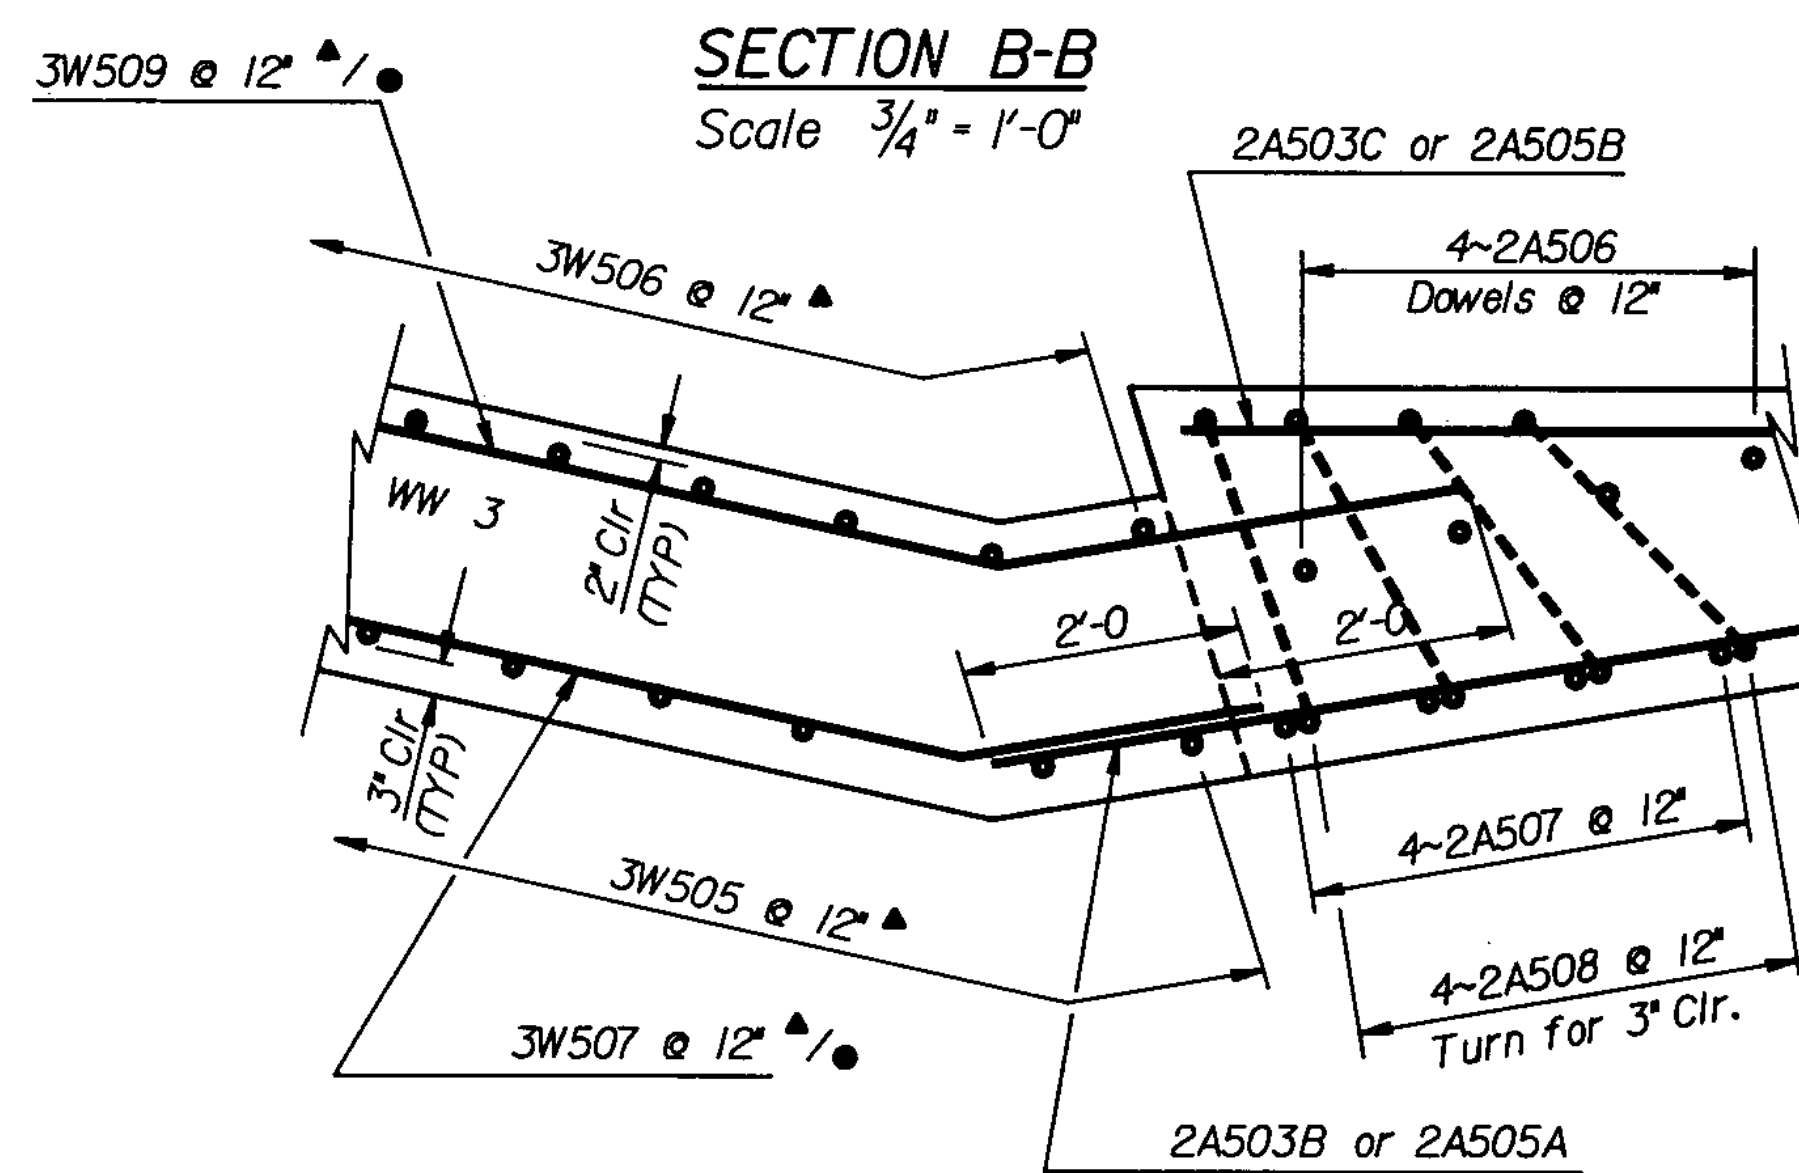 SECTION B-B
Scale 3/4" = 1'-0"
3W509 @ 12" ▲/●
2A503C or 2A505B
3W506 @ 12" ▲
4~2A506
Dowels @ 12"
WW 3
2" Clr
(TYP)
2'-0
2'-0
3" Clr
(TYP)
4~2A507 @ 12"
3W505 @ 12" ▲
4~2A508 @ 12"
Turn for 3" Clr.
3W507 @ 12" ▲/●
2A503B or 2A505A